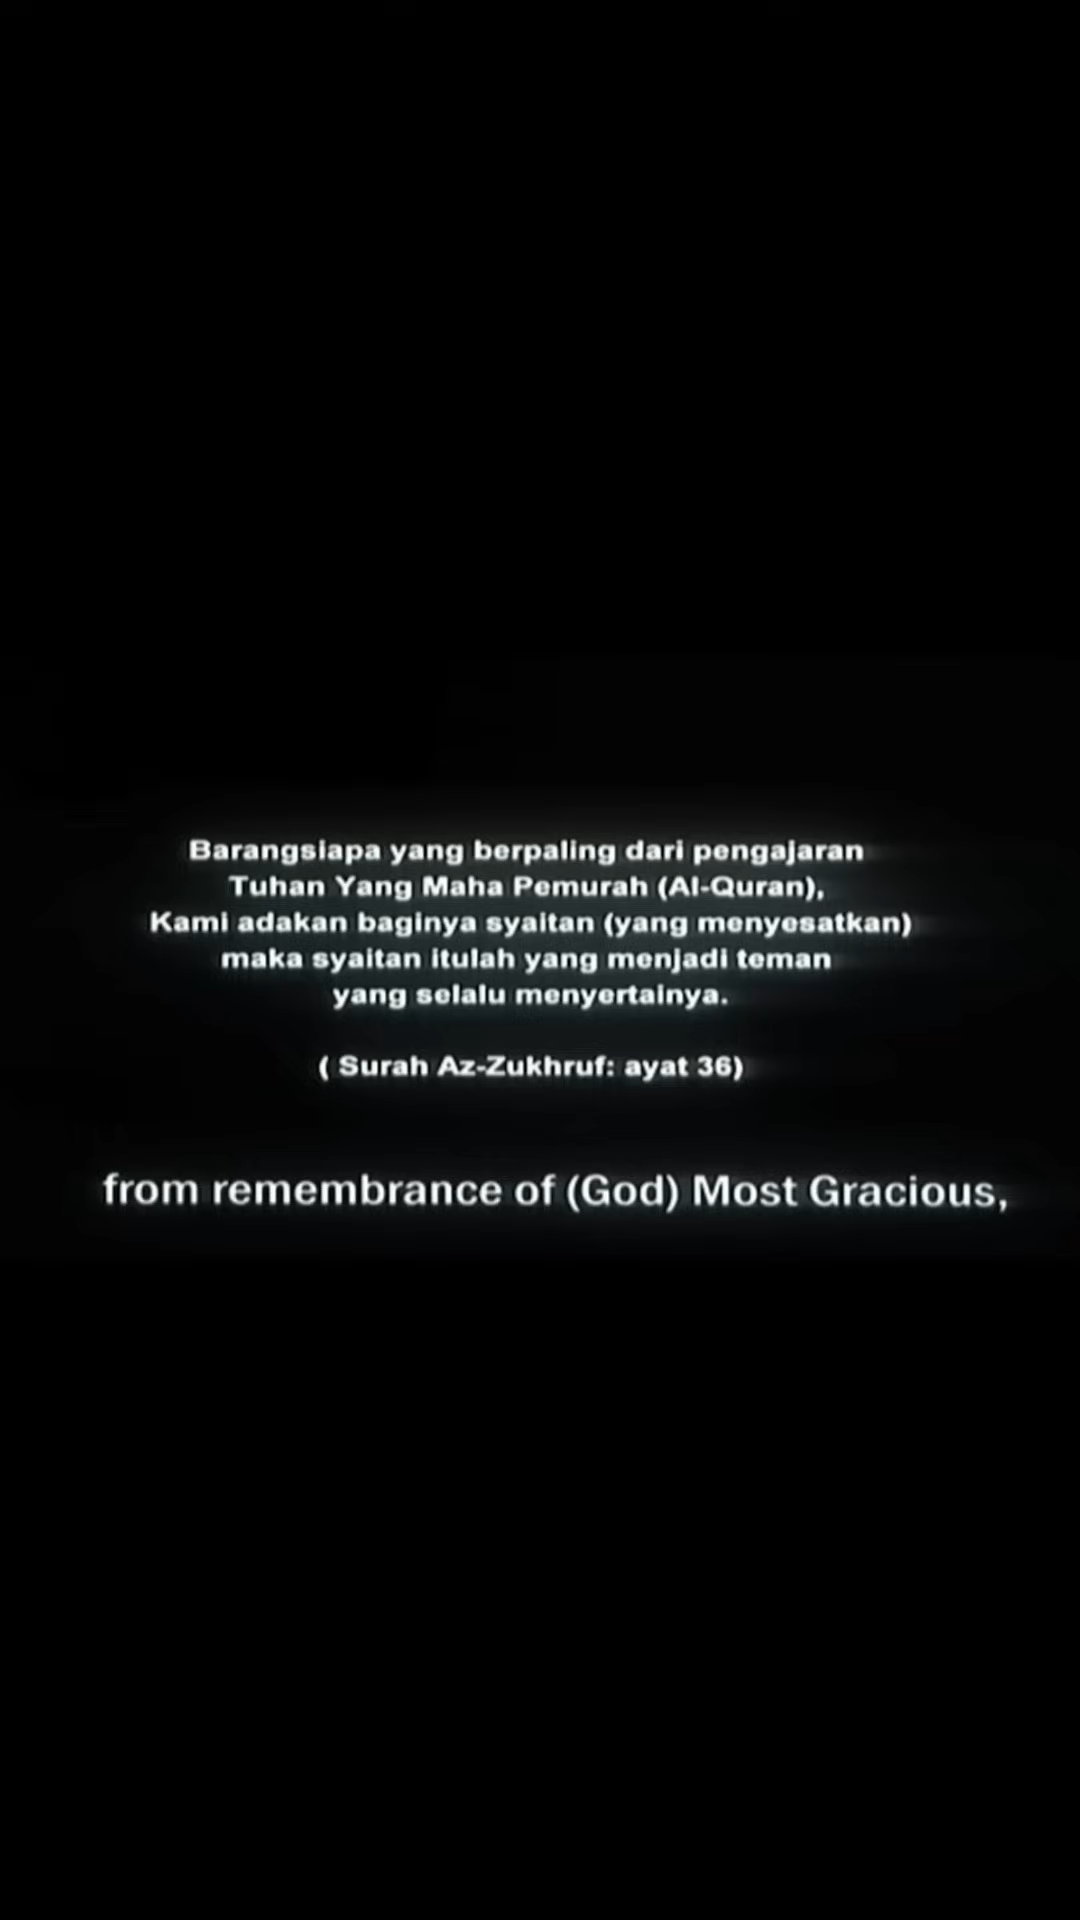 Barangsiapa yang berpaling dari pengajaran
Tuhan Yang Maha Pemurah (Al-Quran),
Kami adakan baginya syaitan (yang menyesatkan)
maka syaitan itulah yang menjadi teman
yang selalu menyertainya.
( Surah Az-Zukhruf: ayat 36)
from remembrance of (God) Most Gracious,